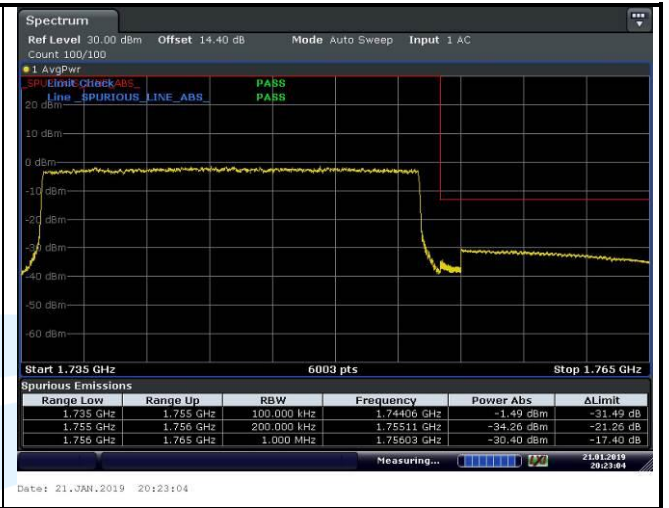 Spectrum
Ref Level 30.00 dBm Offset 14.40 dB Mode Auto Sweep Input 1 AC
Count 100/100
1 AvgPwr
Limit Check PASS
Line _SPURIOUS_LINE_ABS_ PASS
20 dBm
10 dBm
0 dBm
-10 dBm
-20 dBm
-30 dBm
-40 dBm
-50 dBm
-60 dBm
Start 1.735 GHz 6003 pts Stop 1.765 GHz
Spurious Emissions
Range Low Range Up RBW Frequency Power Abs ΔLimit
1.735 GHz 1.755 GHz 100.000 kHz 1.74406 GHz -1.49 dBm -31.49 dB
1.755 GHz 1.756 GHz 200.000 kHz 1.75511 GHz -34.26 dBm -21.26 dB
1.756 GHz 1.765 GHz 1.000 MHz 1.75603 GHz -30.40 dBm -17.40 dB
Measuring... 21.01.2019
20:23:04
Date: 21.JAN.2019 20:23:04